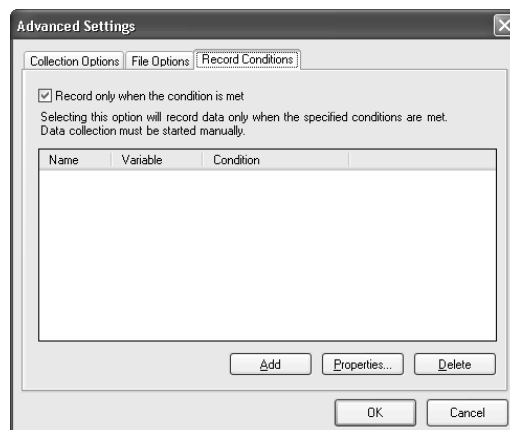 Advanced Settings
Collection Options File Options Record Conditions
Record only when the condition is met
Selecting this option will record data only when the specified conditions are met.
Data collection must be started manually.
Name Variable Condition
Add Properties... Delete
OK Cancel